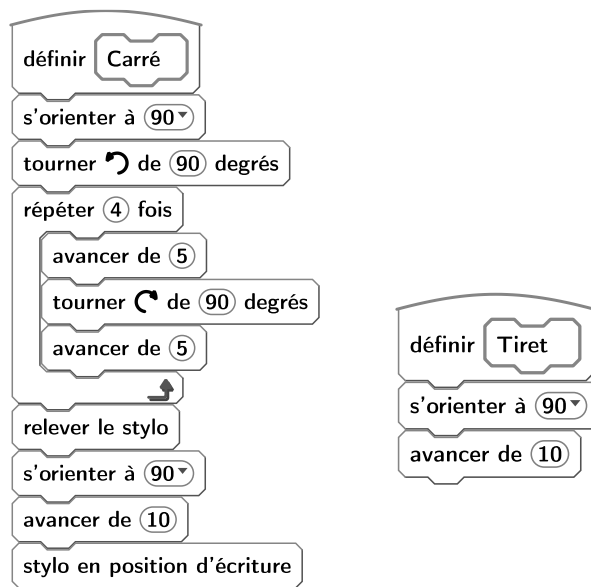 définir Carré
s'orienter à 90
tourner de 90 degrés
répéter 4 fois
avancer de 5
tourner de 90 degrés
avancer de 5
relever le stylo
s'orienter à 90
avancer de 10
stylo en position d'écriture
définir Tiret
s'orienter à 90
avancer de 10